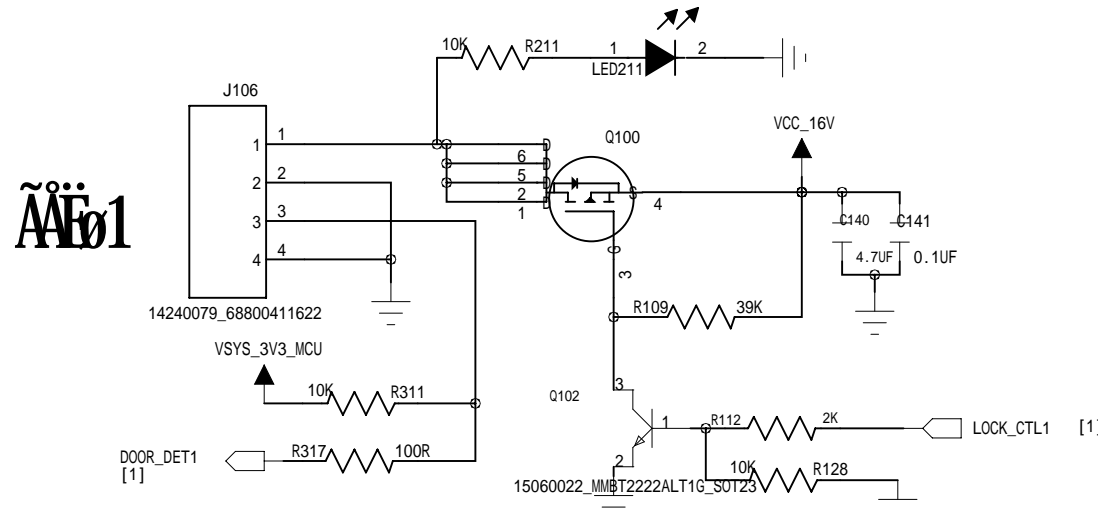 10K R211 1 2
LED211
J106
1 1
2 2
3 3
4 4
14240079_68800411622
Q100
VCC_16V
6
5
2
1
D
D
D
D
S
4
G
3
C140
4.7UF
C141
0.1UF
R109 39K
VSYS_3V3_MCU
10K R311
DOOR_DET1
[1]
R317 100R
Q102
3
1
2
15060022_MMBT2222ALT1G_SOT23
R112 2K
10K R128
LOCK_CTL1 [1]